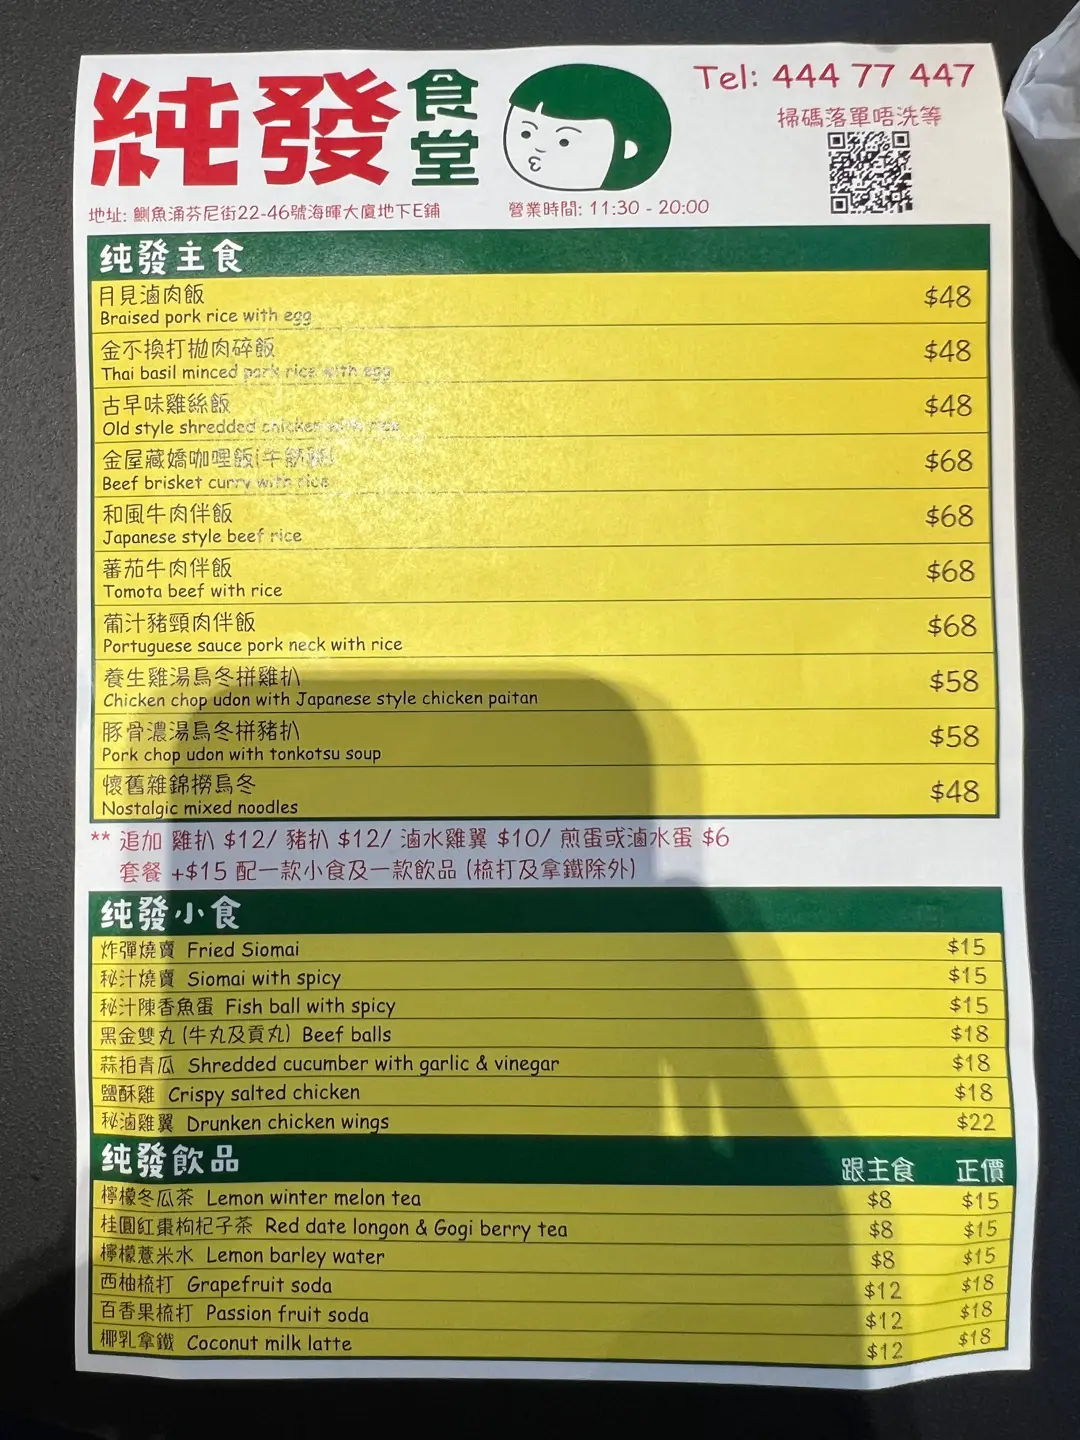 純發食堂
Tel: 444 77 447
掃碼落單唔洗等
地址: 鰂魚涌芬尼街22-46號海暉大廈地下E鋪
營業時間: 11:30 - 20:00
纯發主食
月見滷肉飯 $48
Braised pork rice with egg
金不換打拋肉碎飯 $48
Thai basil minced pork rice with egg
古早味雞絲飯 $48
Old style shredded chicken with rice
金屋藏嬌咖哩飯(牛 $68
Beef brisket curry with rice
和風牛肉伴飯 $68
Japanese style beef rice
蕃茄牛肉伴飯 $68
Tomota beef with rice
葡汁豬頸肉伴飯 $68
Portuguese sauce pork neck with rice
養生雞湯烏冬拼雞扒 $58
Chicken chop udon with Japanese style chicken paitan
豚骨濃湯烏冬拼豬扒 $58
Pork chop udon with tonkotsu soup
懷舊雜錦撈烏冬 $48
Nostalgic mixed noodles
** 追加 雞扒 $12/ 豬扒 $12/ 滷水雞翼 $10/ 煎蛋或滷水蛋 $6
套餐 +$15 配一款小食及一款飲品 (梳打及拿鐵除外)
纯發小食
炸彈燒賣 Fried Siomai $15
秘汁燒賣 Siomai with spicy $15
秘汁陳香魚蛋 Fish ball with spicy $15
黑金雙丸 (牛丸及貢丸) Beef balls $18
蒜拍青瓜 Shredded cucumber with garlic & vinegar $18
鹽酥雞 Crispy salted chicken $18
秘滷雞翼 Drunken chicken wings $22
纯發飲品 跟主食 正價
檸檬冬瓜茶 Lemon winter melon tea $8 $15
桂圓紅棗枸杞子茶 Red date longon & Gogi berry tea $8 $15
檸檬薏米水 Lemon barley water $8 $15
西柚梳打 Grapefruit soda $12 $18
百香果梳打 Passion fruit soda $12 $18
椰乳拿鐵 Coconut milk latte $12 $18